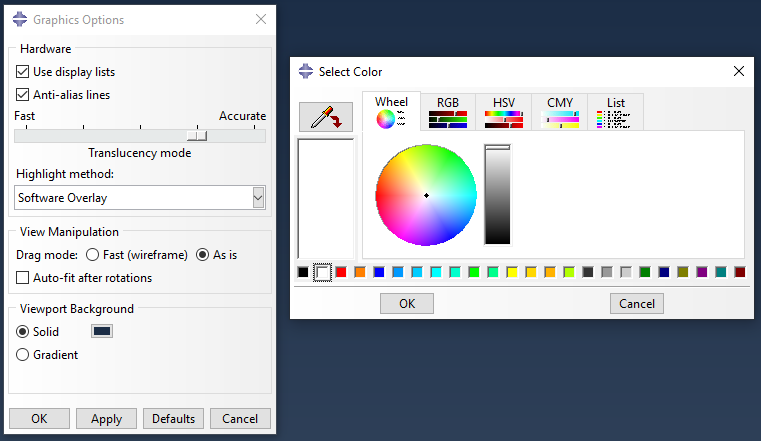 Graphics Options
Hardware
Use display lists
Anti-alias lines
Fast Accurate
Translucency mode
Highlight method:
Software Overlay
View Manipulation
Drag mode: Fast (wireframe) As is
Auto-fit after rotations
Viewport Background
Solid
Gradient
OK Apply Defaults Cancel
Select Color
Wheel RGB HSV CMY List
OK Cancel